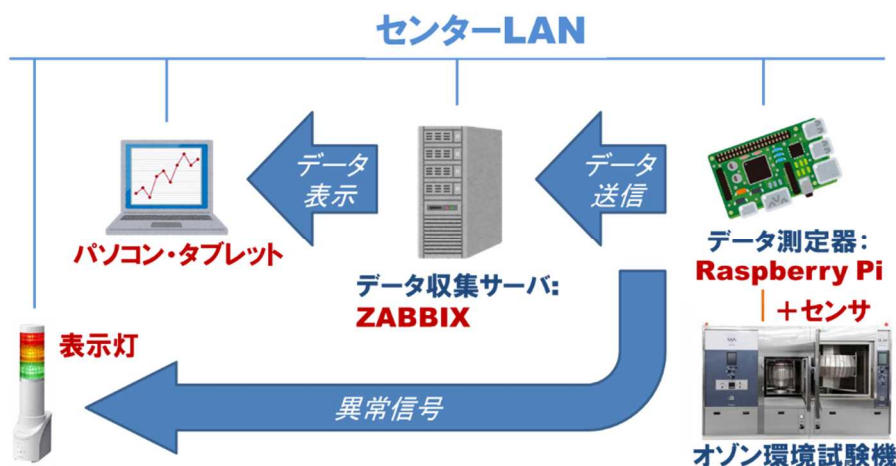 センターLAN
データ
表示
データ
送信
パソコン・タブレット
データ収集サーバ:
ZABBIX
データ測定器:
Raspberry Pi
+センサ
表示灯
異常信号
オゾン環境試験機